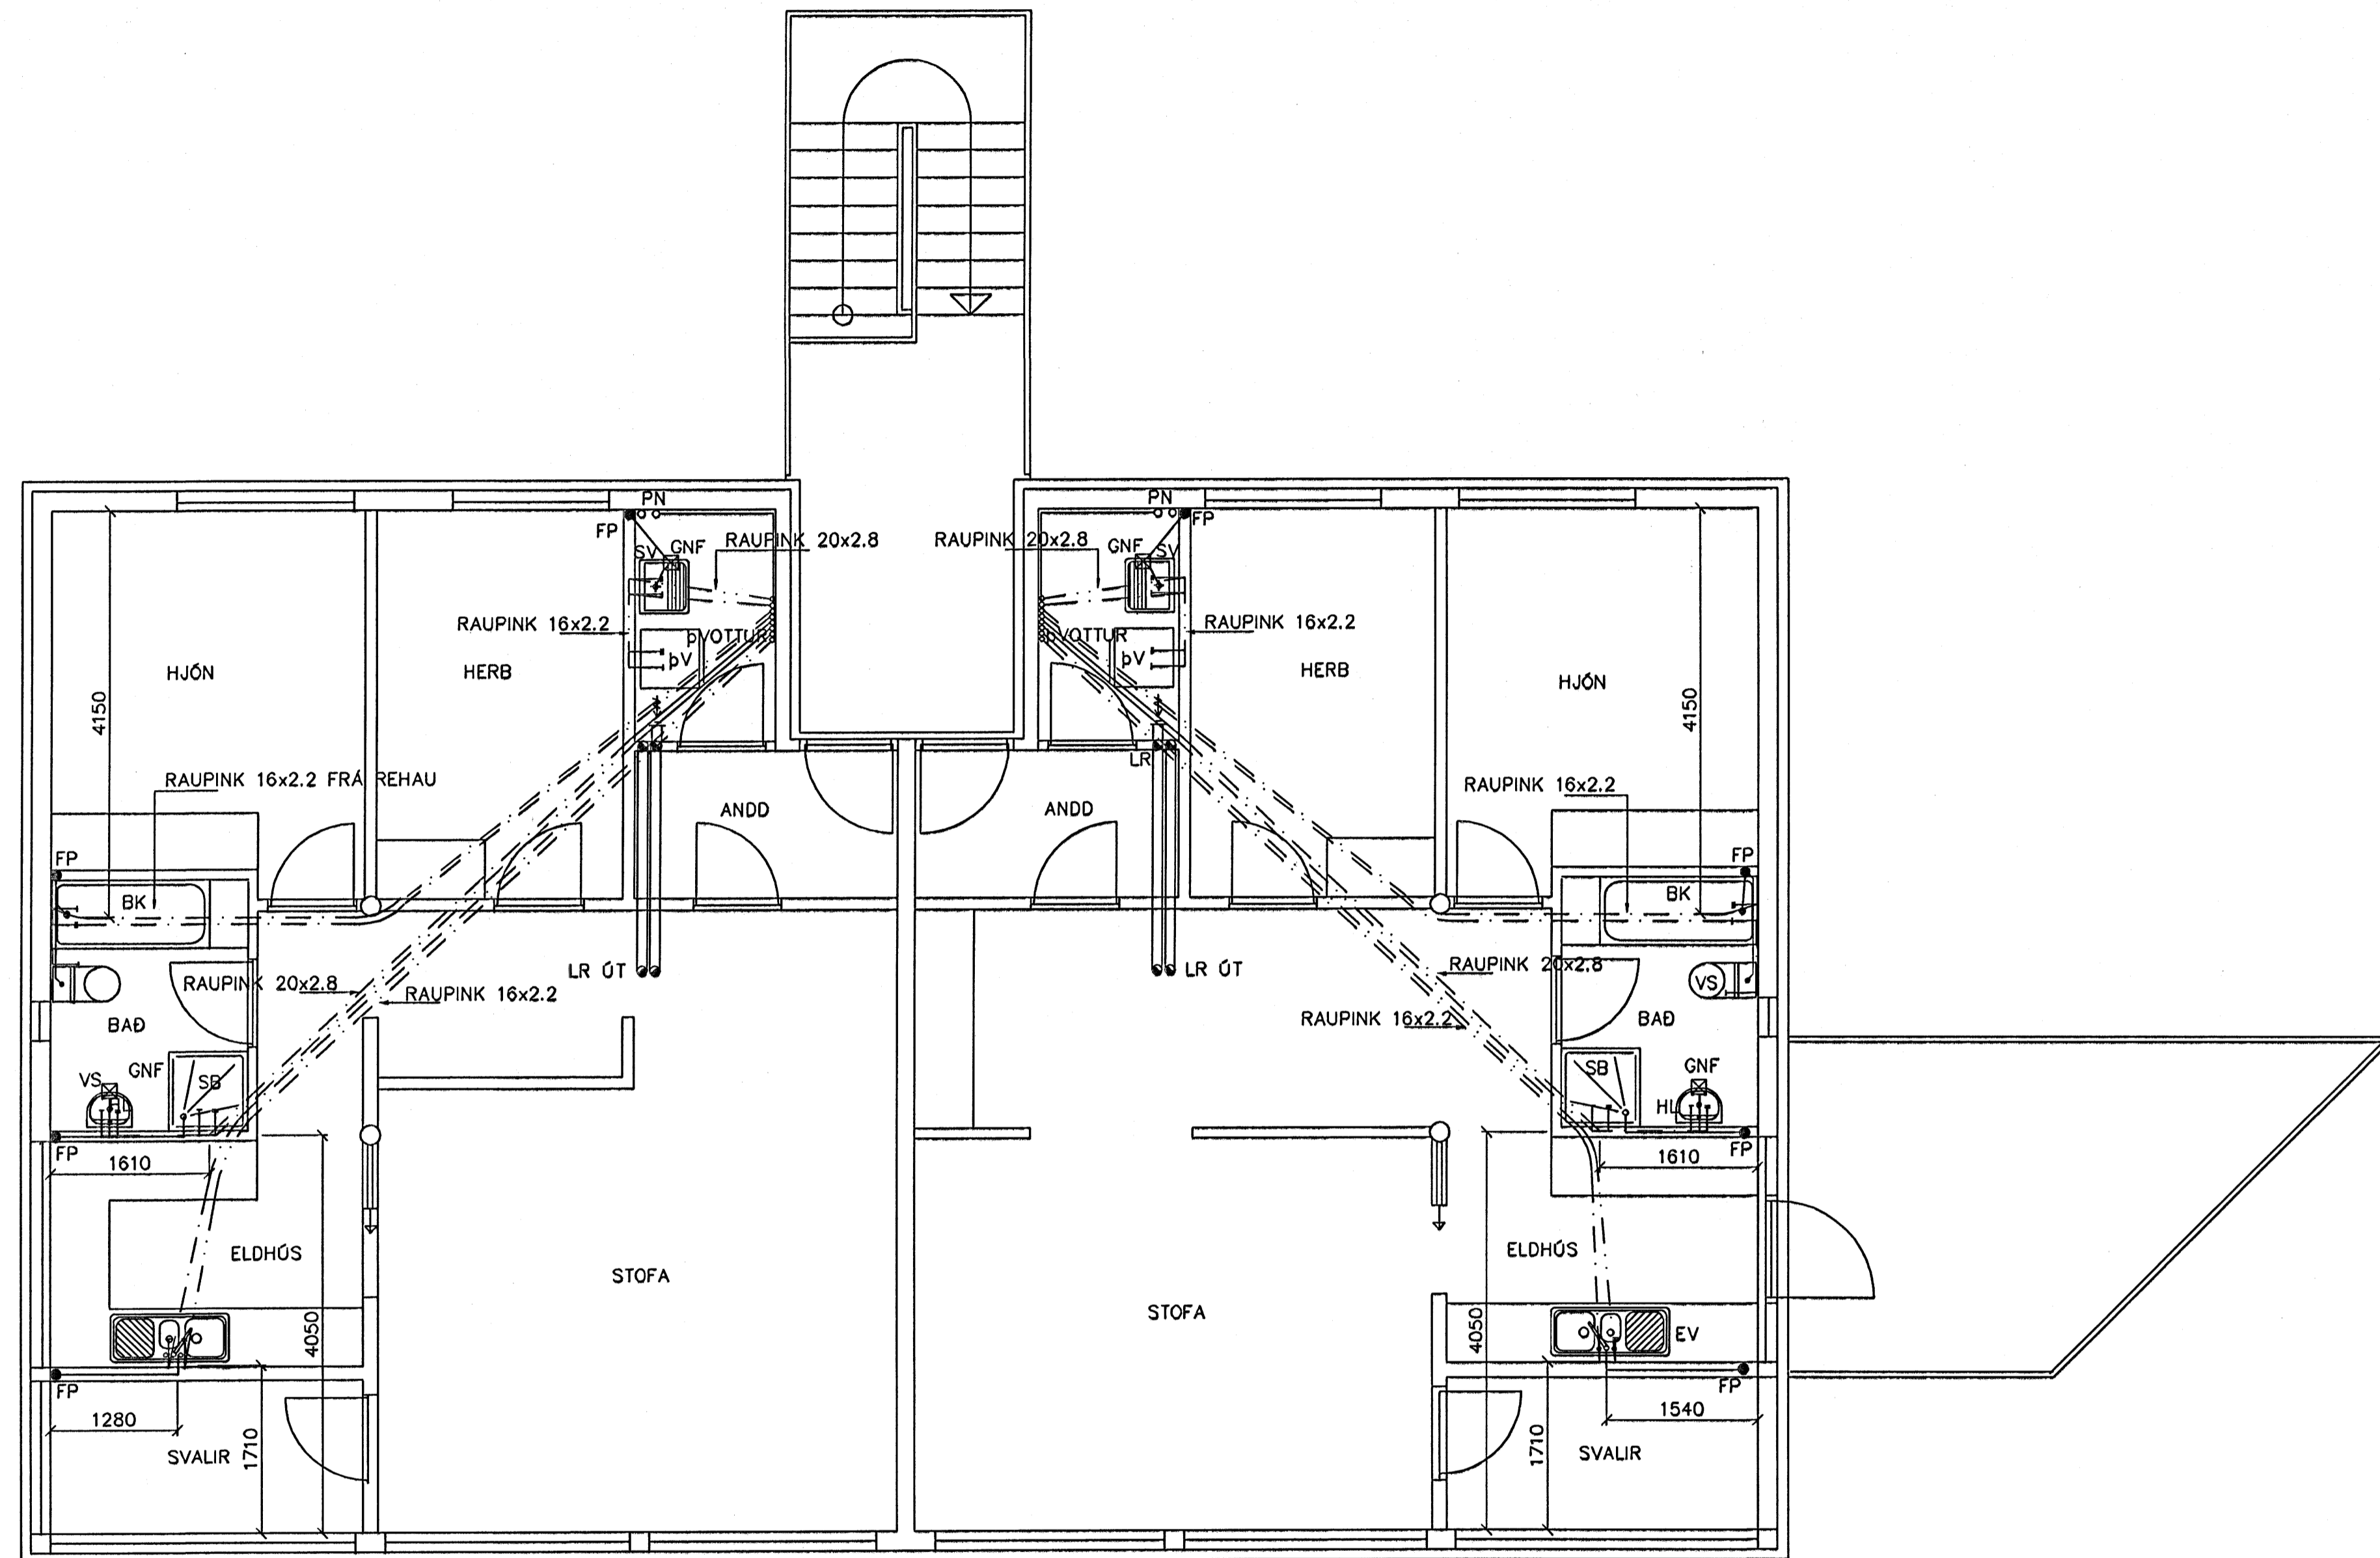 PN
PN
FP
FP
SV
GNF
RAUPINK 20x2.8
RAUPINK 20x2.8
GNF
SV
RAUPINK 16x2.2
þVOTTUR
þVOTTUR
RAUPINK 16x2.2
þV
þV
HJÓN
HERB
HERB
HJÓN
4150
4150
LR
RAUPINK 16x2.2 FRÁ REHAU
ANDD
ANDD
RAUPINK 16x2.2
FP
FP
BK
BK
LR ÚT
LR ÚT
RAUPINK 20x2.8
RAUPINK 20x2.8
VS
RAUPINK 16x2.2
RAUPINK 16x2.2
BAÐ
BAÐ
VS
GNF
SB
SB
GNF
HL
FP
FP
1610
1610
ELDHÚS
ELDHÚS
STOFA
STOFA
4050
4050
EV
FP
FP
1280
1540
SVALIR
1710
1710
SVALIR